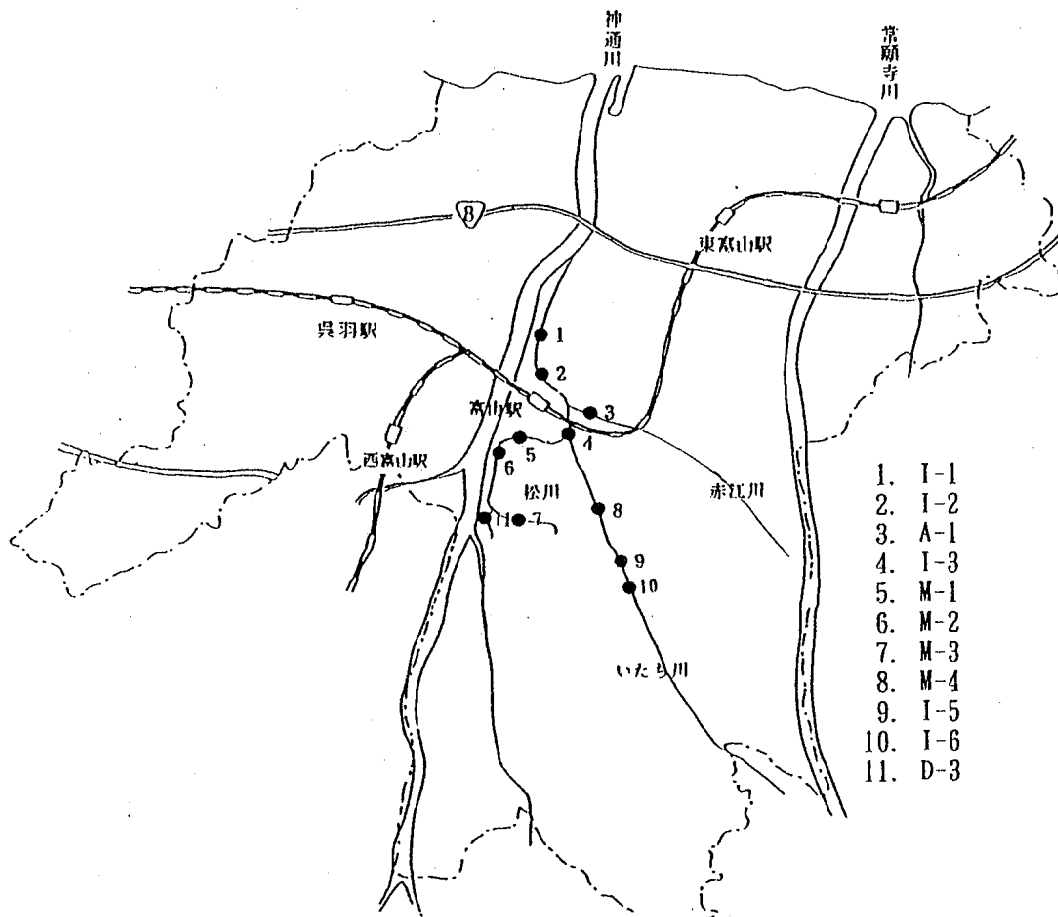 神通川
常願寺川
8
東富山駅
呉羽駅
1
2
富山駅
3
4
5
西富山駅
6
松川
赤江川
11
7
8
9
10
いたち川
1. I-1
2. I-2
3. A-1
4. I-3
5. M-1
6. M-2
7. M-3
8. M-4
9. I-5
10. I-6
11. D-3